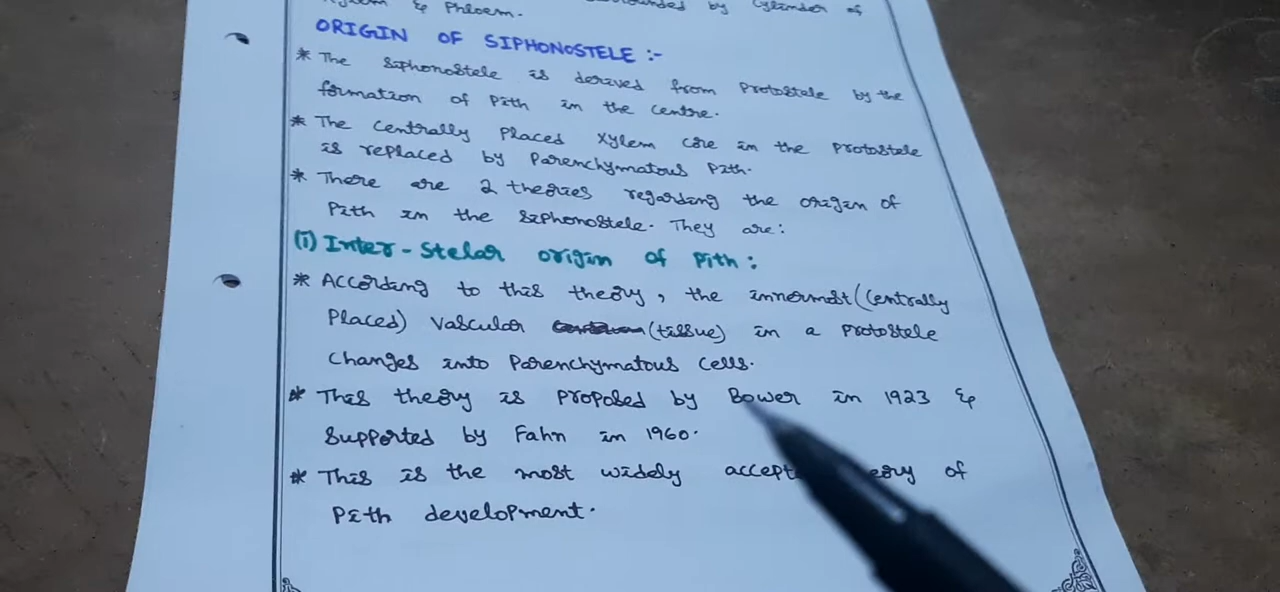 & Phloem. by Cylinder of
ORIGIN OF SIPHONOSTELE :-
* The Siphonostele is derived from Protostele by the
formation of Pith in the centre.
* The centrally Placed Xylem core in the Protostele
is replaced by Parenchymatous Pith.
* There are 2 theories regarding the origin of
Pith in the Siphonostele. They are:
(i) Inter-Stelar origin of Pith :
* According to this theory, the innermost (Centrally
Placed) Vascular (tissue) in a Protostele
Changes into Parenchymatous Cells.
* This theory is proposed by Bower in 1923 &
Supported by Fahn in 1960.
* This is the most widely of
Pith development.